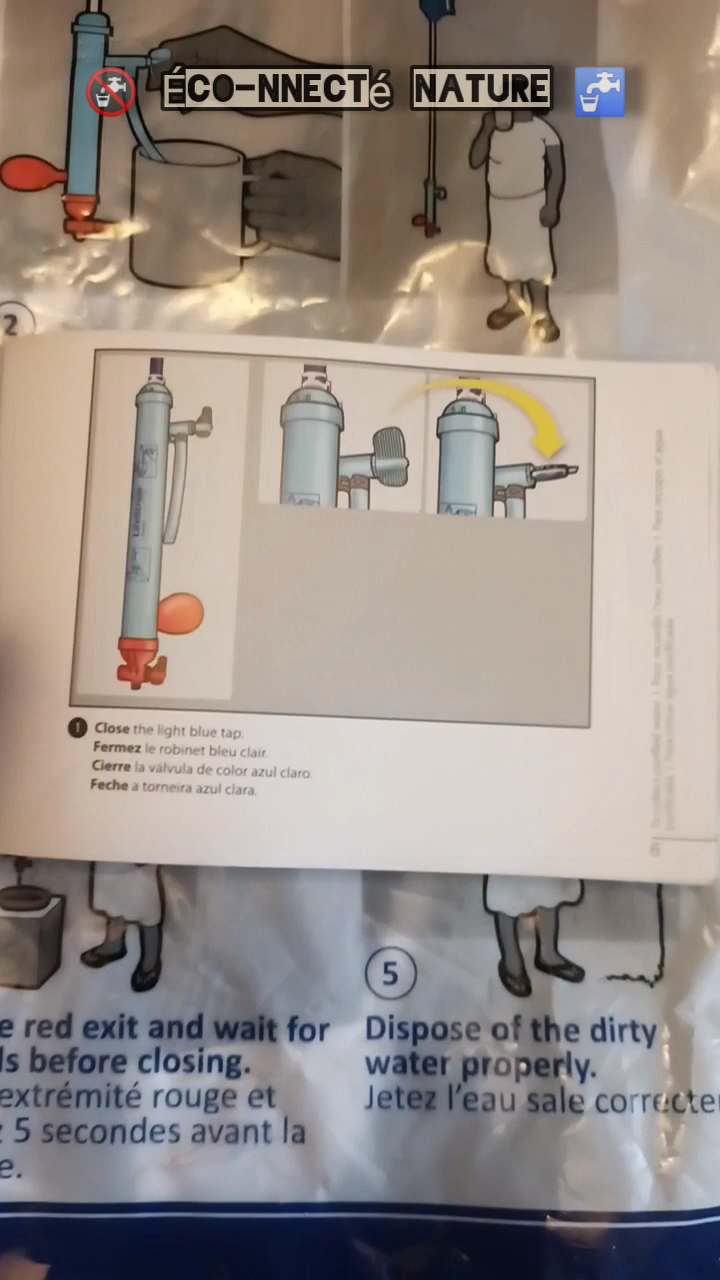 🚱 ÉCO-NNECTé NATURE 🚰
2
1 Close the light blue tap.
Fermez le robinet bleu clair.
Cierre la válvula de color azul claro.
Feche a torneira azul clara.
5
e red exit and wait for
ls before closing.
extrémité rouge et
5 secondes avant la
e.
Dispose of the dirty
water properly.
Jetez l'eau sale correcte